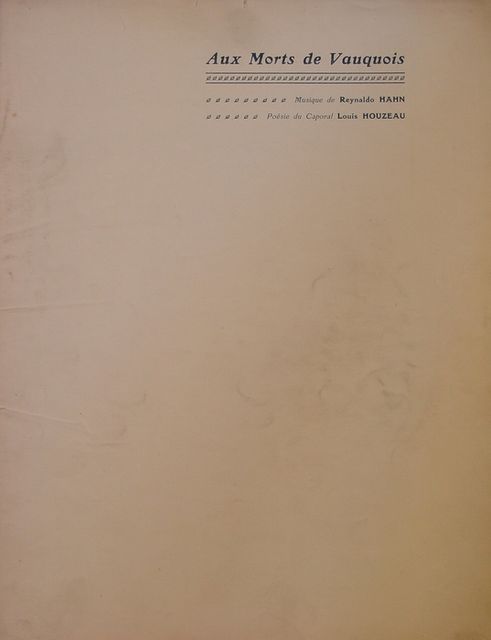 Aux Morts de Vauquois
Musique de Reynaldo HAHN
Poésie du Caporal Louis HOUZEAU